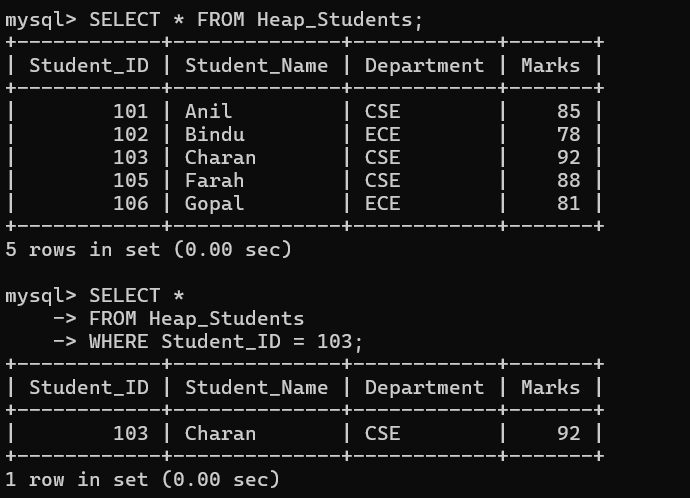 mysql> SELECT * FROM Heap_Students;
+------------+--------------+------------+-------+
| Student_ID | Student_Name | Department | Marks |
+------------+--------------+------------+-------+
|        101 | Anil         | CSE        |    85 |
|        102 | Bindu        | ECE        |    78 |
|        103 | Charan       | CSE        |    92 |
|        105 | Farah        | CSE        |    88 |
|        106 | Gopal        | ECE        |    81 |
+------------+--------------+------------+-------+
5 rows in set (0.00 sec)

mysql> SELECT *
    -> FROM Heap_Students
    -> WHERE Student_ID = 103;
+------------+--------------+------------+-------+
| Student_ID | Student_Name | Department | Marks |
+------------+--------------+------------+-------+
|        103 | Charan       | CSE        |    92 |
+------------+--------------+------------+-------+
1 row in set (0.00 sec)